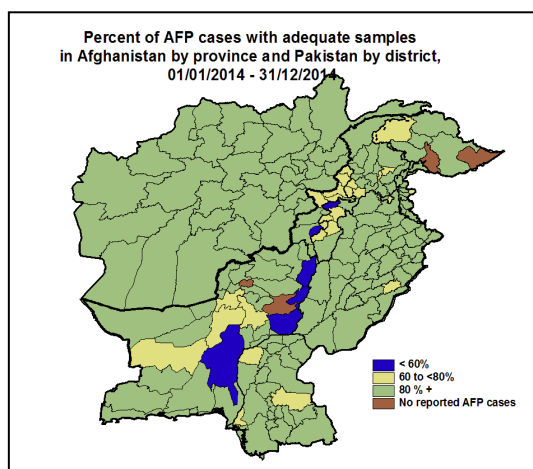 Percent of AFP cases with adequate samples
in Afghanistan by province and Pakistan by district,
01/01/2014 - 31/12/2014
< 60%
60 to <80%
80 % +
No reported AFP cases